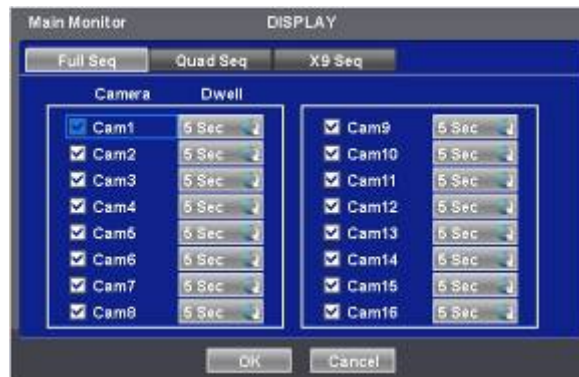 Main Monitor DISPLAY
Full Seq Quad Seq X9 Seq
Camera Dwell
Cam1 5 Sec
Cam2 5 Sec
Cam3 5 Sec
Cam4 5 Sec
Cam5 5 Sec
Cam6 5 Sec
Cam7 5 Sec
Cam8 5 Sec
Cam9 5 Sec
Cam10 5 Sec
Cam11 5 Sec
Cam12 5 Sec
Cam13 5 Sec
Cam14 5 Sec
Cam15 5 Sec
Cam16 5 Sec
OK Cancel